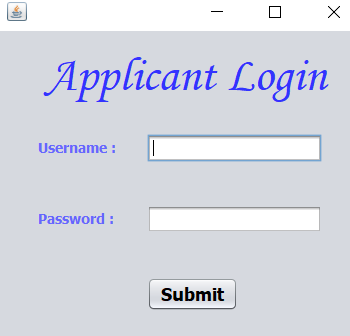 Applicant Login
Username :
Password :
Submit